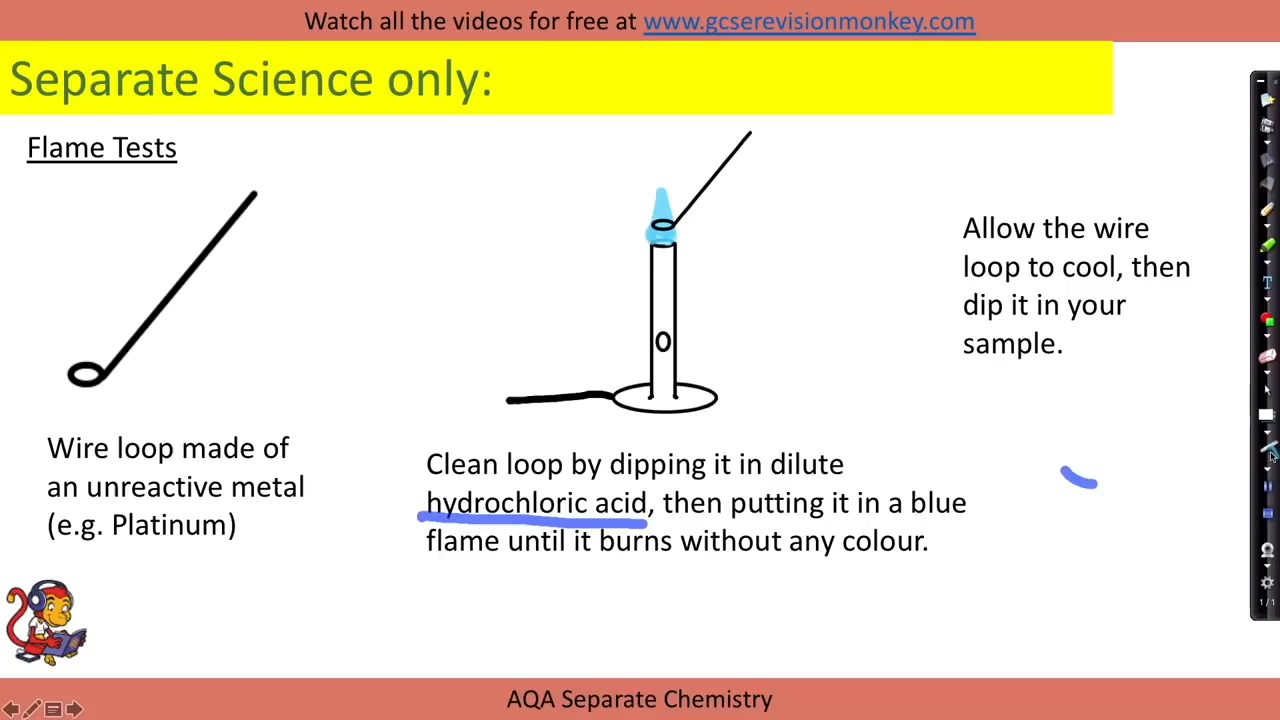 Watch all the videos for free at www.gcserevisionmonkey.com
Separate Science only:
Flame Tests
Wire loop made of
an unreactive metal
(e.g. Platinum)
Clean loop by dipping it in dilute
hydrochloric acid, then putting it in a blue
flame until it burns without any colour.
Allow the wire
loop to cool, then
dip it in your
sample.
1/1
AQA Separate Chemistry